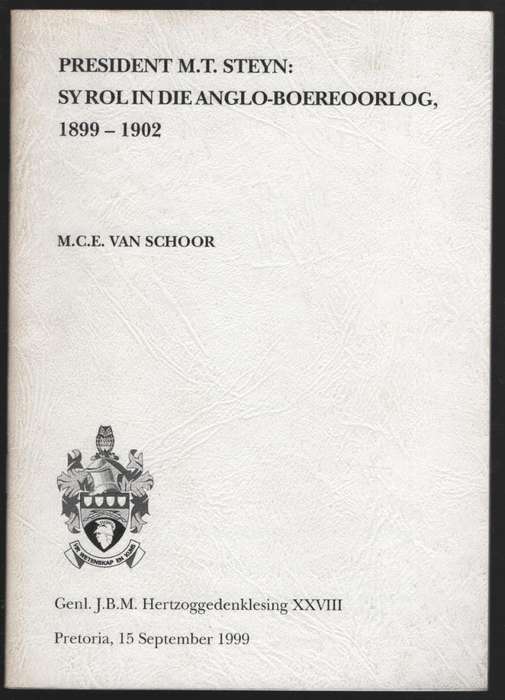 PRESIDENT M.T. STEYN:
SY ROL IN DIE ANGLO-BOEREOORLOG,
1899 – 1902
M.C.E. VAN SCHOOR
VIR WETENSKAP EN KUNS
Genl. J.B.M. Hertzoggedenklesing XXVIII
Pretoria, 15 September 1999